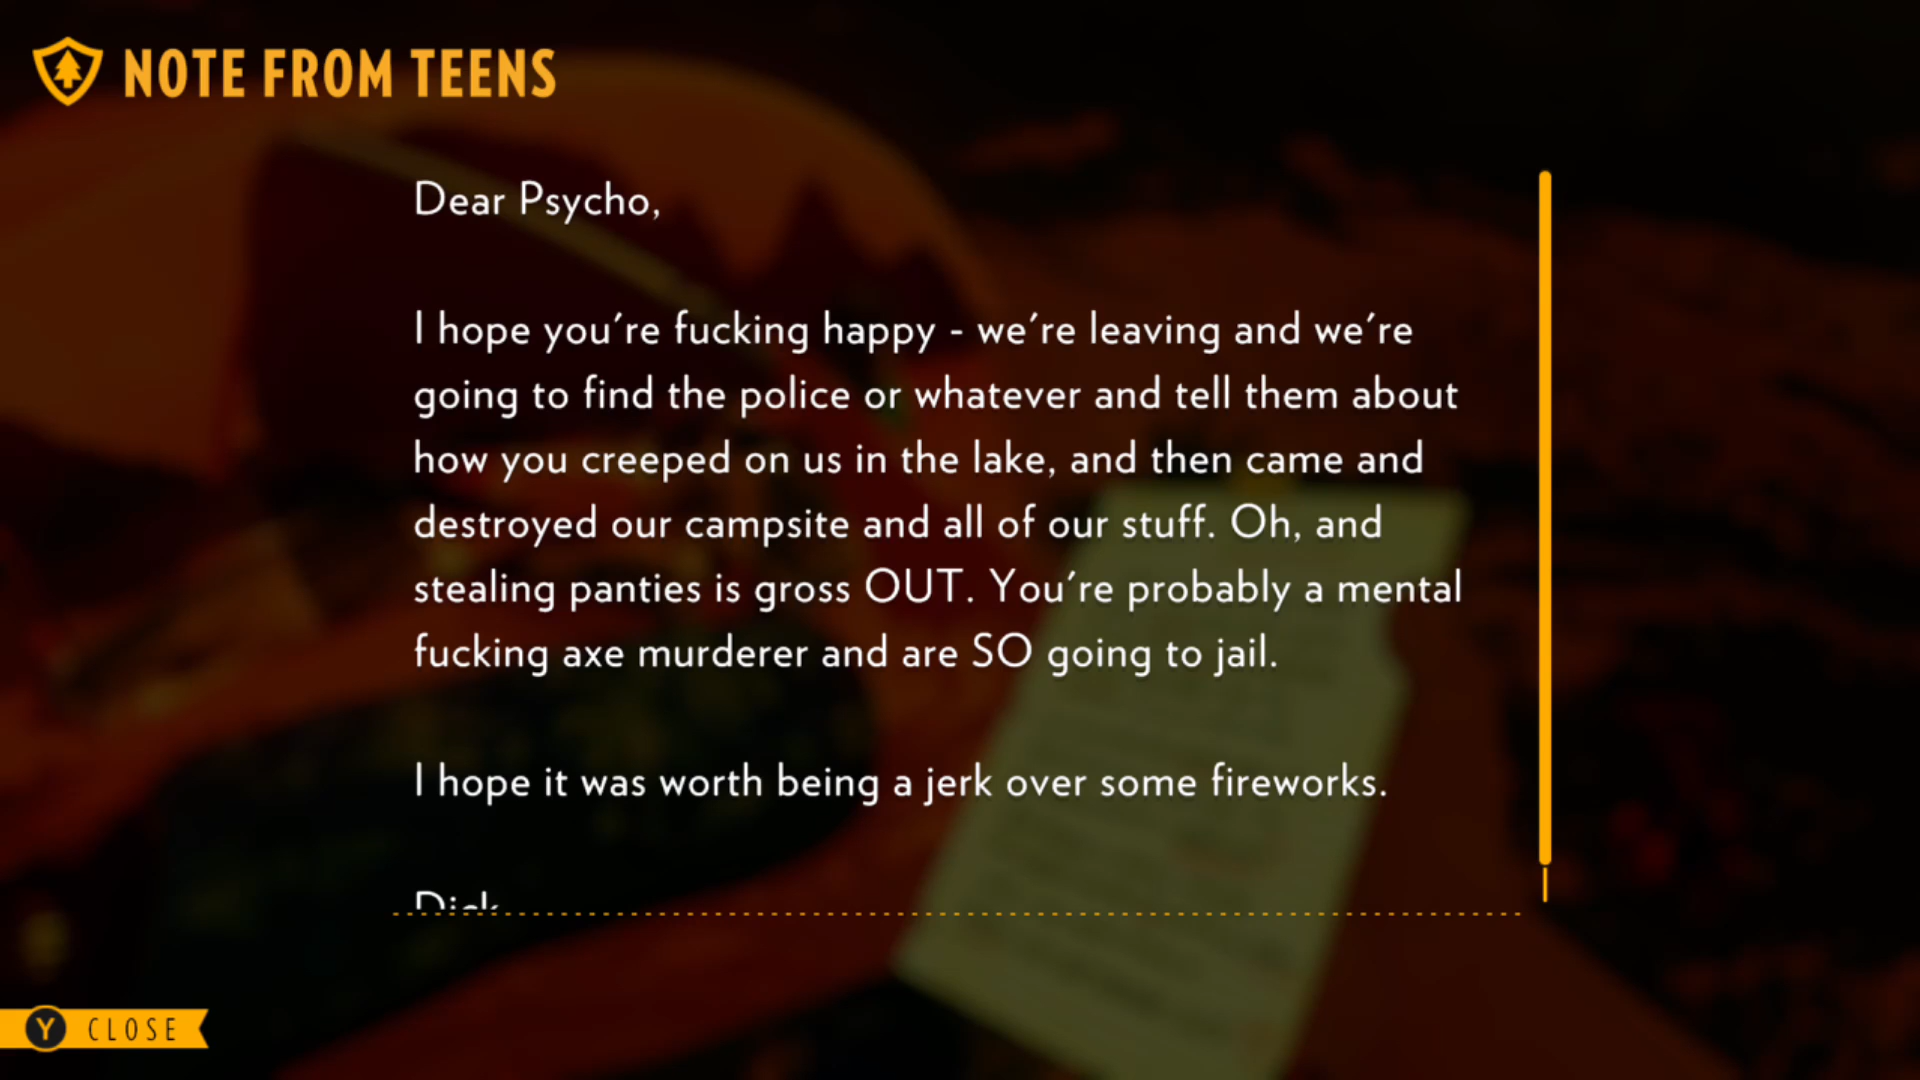 NOTE FROM TEENS
Dear Psycho,
I hope you're fucking happy - we're leaving and we're
going to find the police or whatever and tell them about
how you creeped on us in the lake, and then came and
destroyed our campsite and all of our stuff. Oh, and
stealing panties is gross OUT. You're probably a mental
fucking axe murderer and are SO going to jail.
I hope it was worth being a jerk over some fireworks.
Y CLOSE